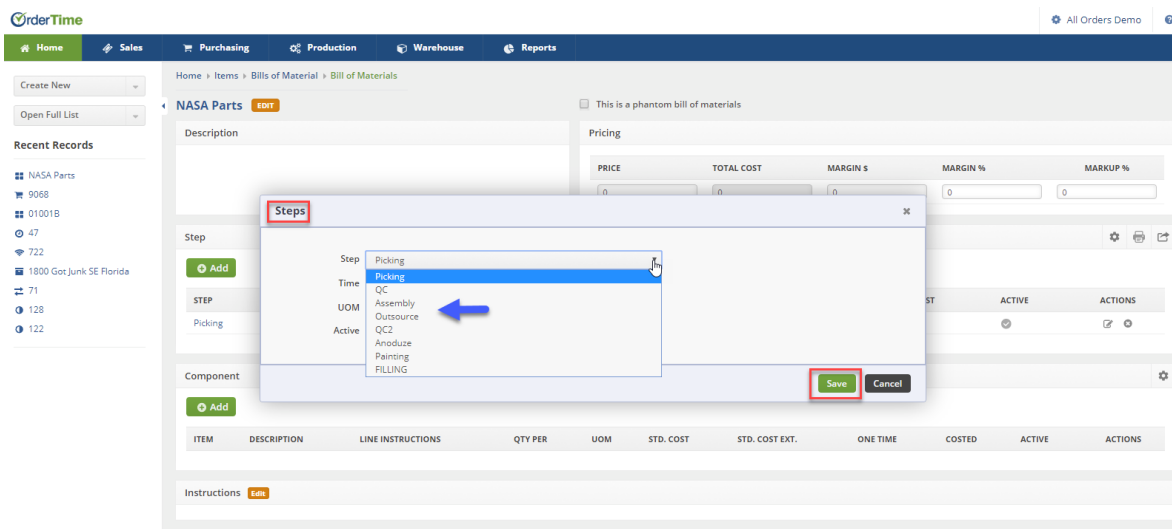 OrderTime
All Orders Demo
Home Sales Purchasing Production Warehouse Reports
Create New
Open Full List
Recent Records
NASA Parts
9068
01001B
47
722
1800 Got Junk SE Florida
71
128
122
Home Items Bills of Material Bill of Materials
NASA Parts EDIT
This is a phantom bill of materials
Description
Pricing
PRICE TOTAL COST MARGIN $ MARGIN % MARKUP %
0 0 0 0 0
Steps
Step Picking
Picking
QC
Assembly
Outsource
QC2
Anoduze
Painting
FILLING
Time
UOM
Active
Save Cancel
Step
Add
STEP ST ACTIVE ACTIONS
Picking
Component
Add
ITEM DESCRIPTION LINE INSTRUCTIONS QTY PER UOM STD. COST STD. COST EXT. ONE TIME COSTED ACTIVE ACTIONS
Instructions Edit